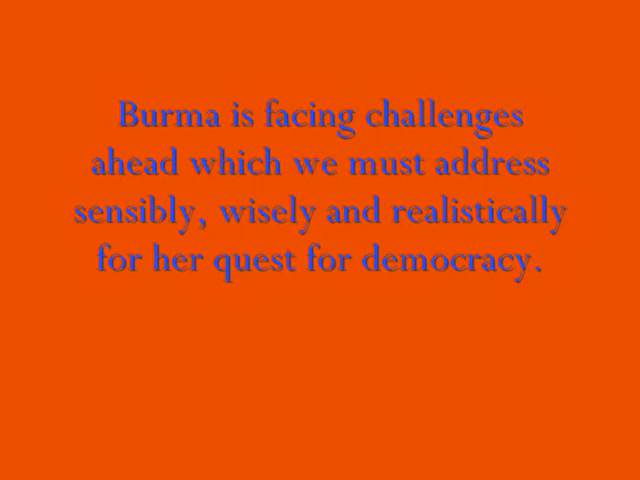 Burma is facing challenges
ahead which we must address
sensibly, wisely and realistically
for her quest for democracy.